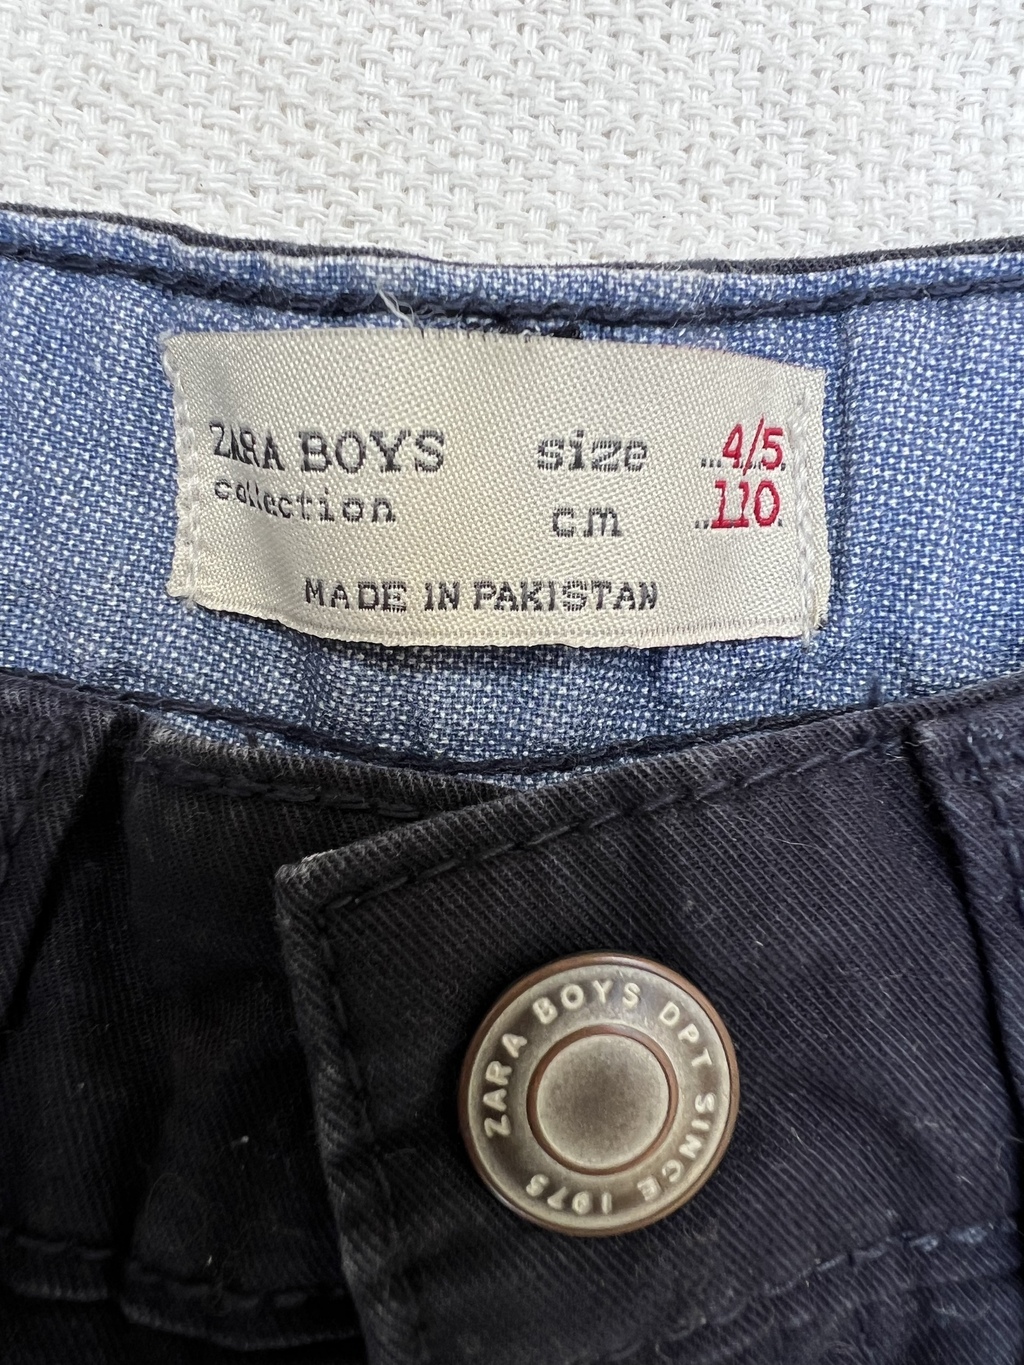 ZARA BOYS size 4/5
collection cm 110
MADE IN PAKISTAN
ZARA BOYS DPT SINCE 1975